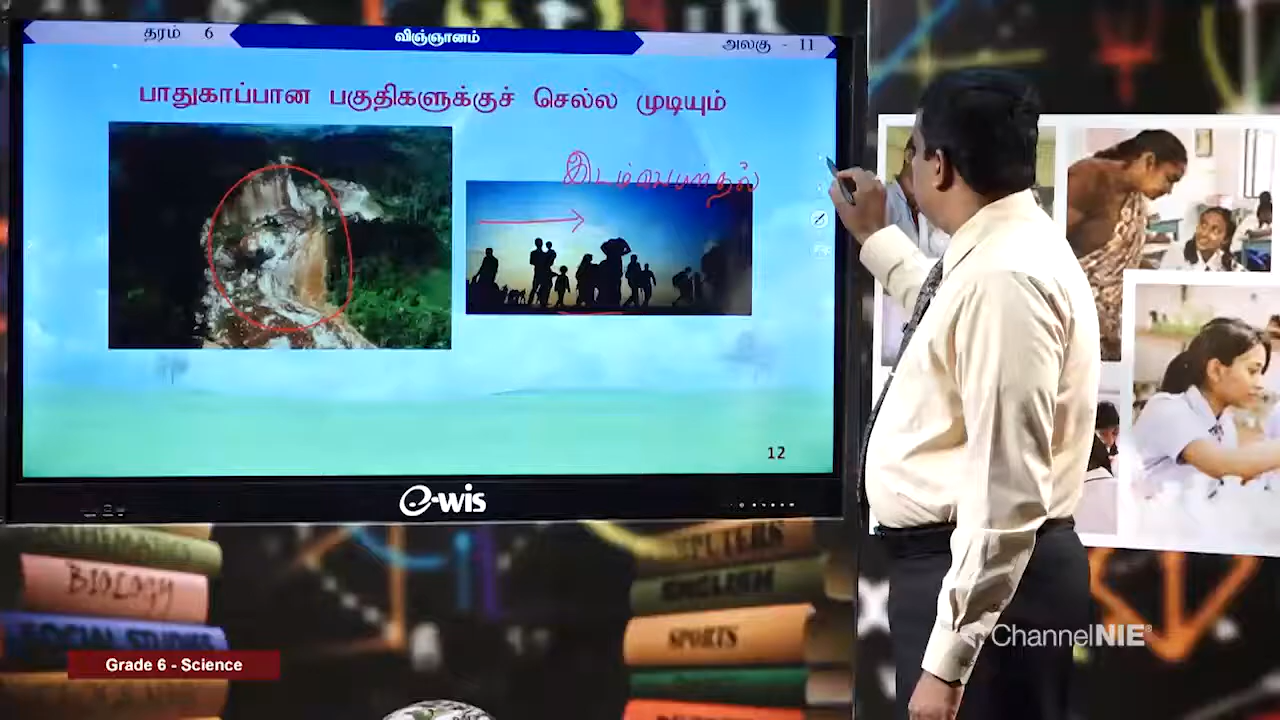 தரம் 6
விஞ்ஞானம்
அலகு - 11
பாதுகாப்பான பகுதிகளுக்குச் செல்ல முடியும்
இடம்பெயர்தல்
12
e-wis
MATHEMATICS
BIOLOGY
SOCIAL STUDIES
ENGLISH
SPORTS
Grade 6 - Science
ChannelNIE